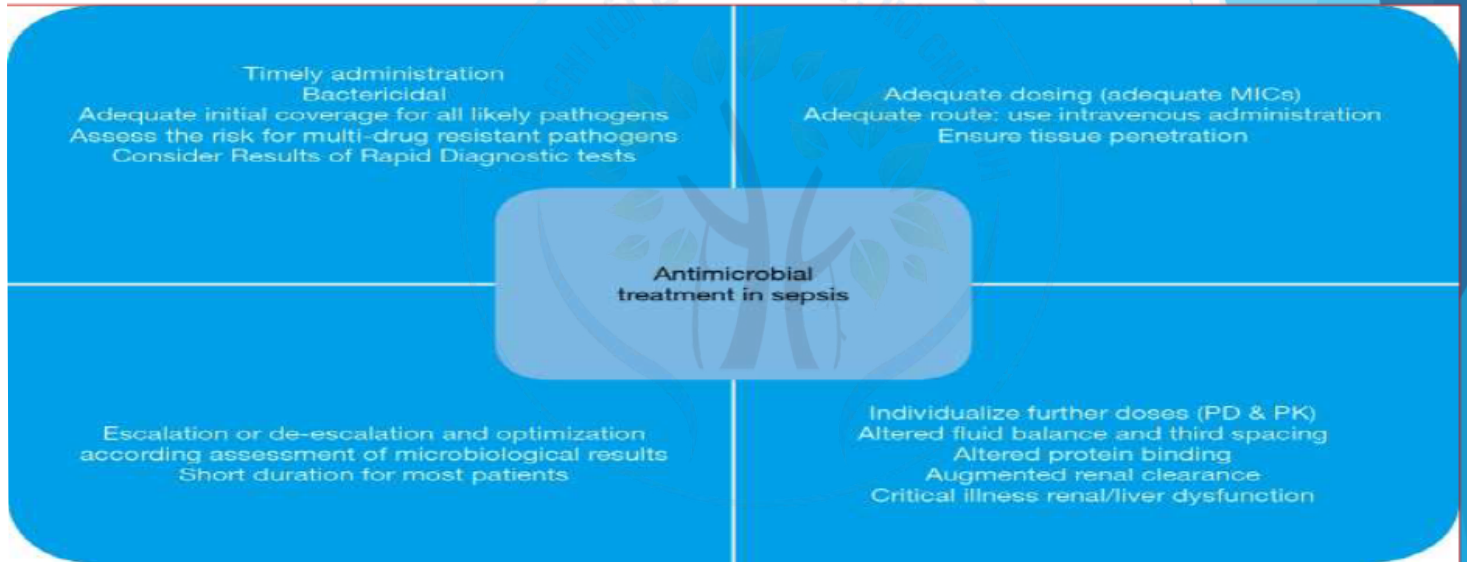 Timely administration
Bactericidal
Adequate initial coverage for all likely pathogens
Assess the risk for multi-drug resistant pathogens
Consider Results of Rapid Diagnostic tests
Adequate dosing (adequate MICs)
Adequate route: use intravenous administration
Ensure tissue penetration
Antimicrobial
treatment in sepsis
Escalation or de-escalation and optimization
according assessment of microbiological results
Short duration for most patients
Individualize further doses (PD & PK)
Altered fluid balance and third spacing
Altered protein binding
Augmented renal clearance
Critical illness renal/liver dysfunction